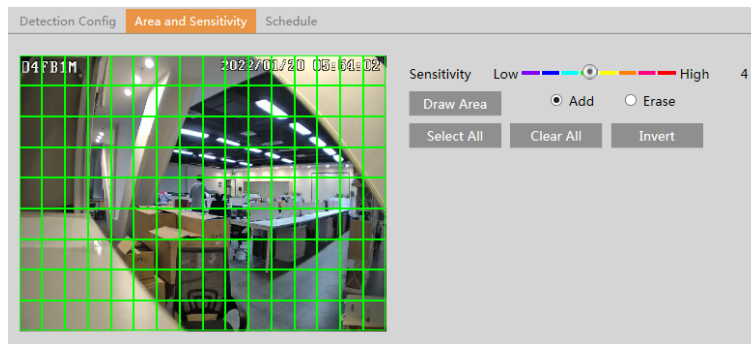 Detection Config Area and Sensitivity Schedule
D4FB1M 2022/01/20 05:54:02
Sensitivity Low High 4
Draw Area Add Erase
Select All Clear All Invert